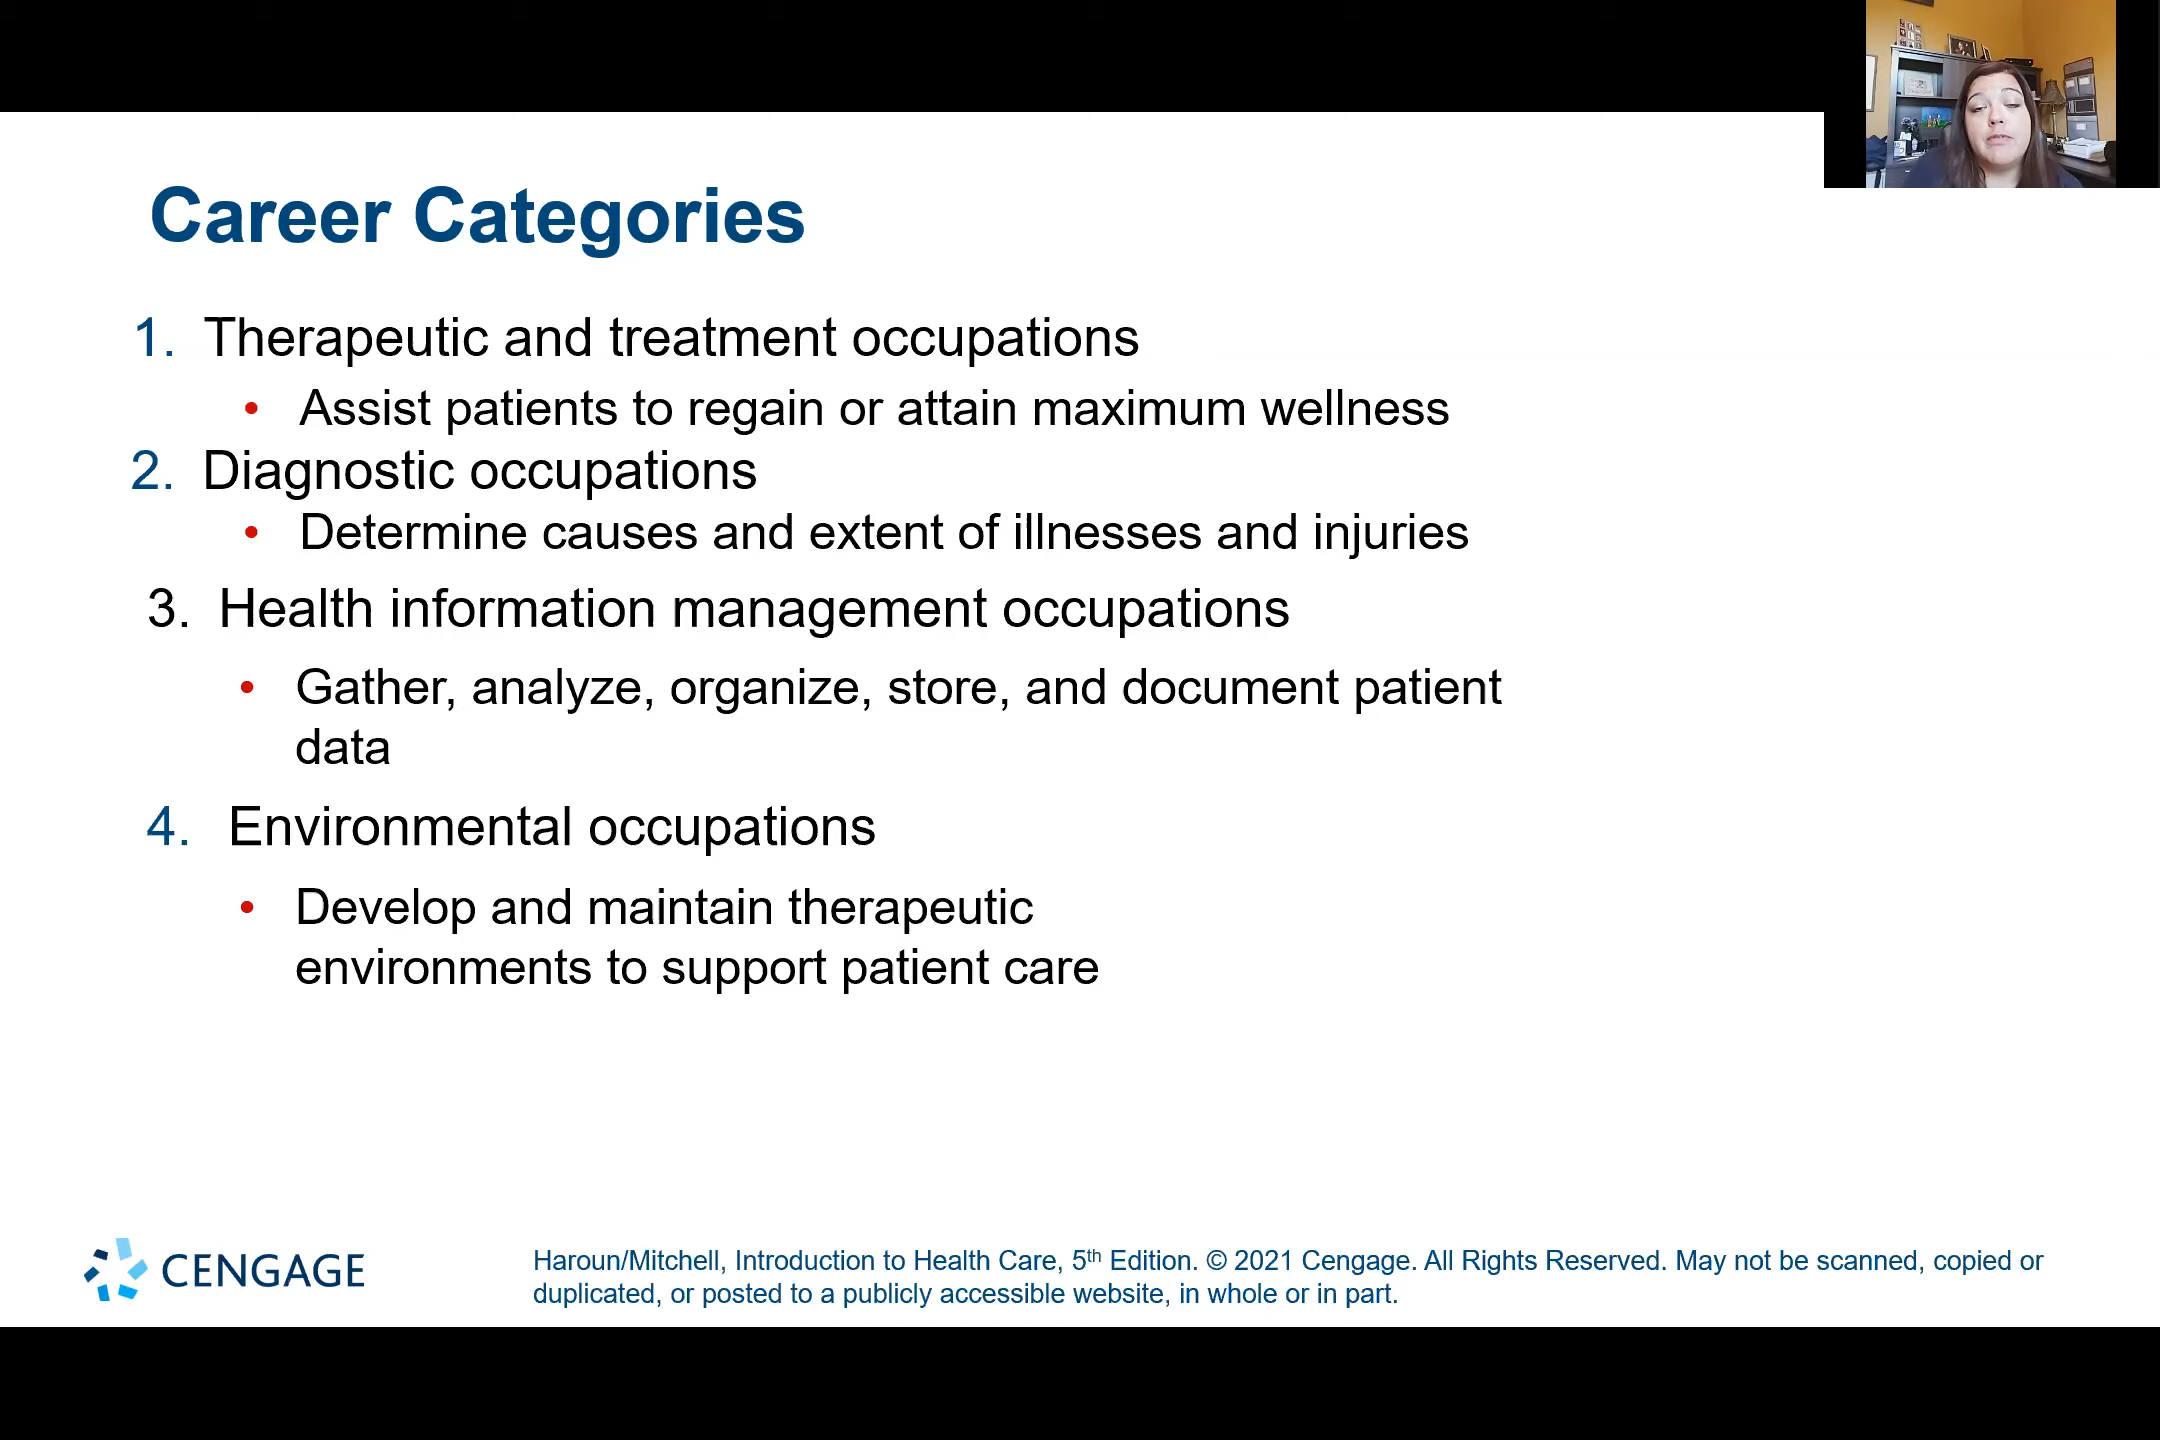 Career Categories
1. Therapeutic and treatment occupations
• Assist patients to regain or attain maximum wellness
2. Diagnostic occupations
• Determine causes and extent of illnesses and injuries
3. Health information management occupations
• Gather, analyze, organize, store, and document patient
data
4. Environmental occupations
• Develop and maintain therapeutic
environments to support patient care
CENGAGE
Haroun/Mitchell, Introduction to Health Care, 5th Edition. © 2021 Cengage. All Rights Reserved. May not be scanned, copied or
duplicated, or posted to a publicly accessible website, in whole or in part.